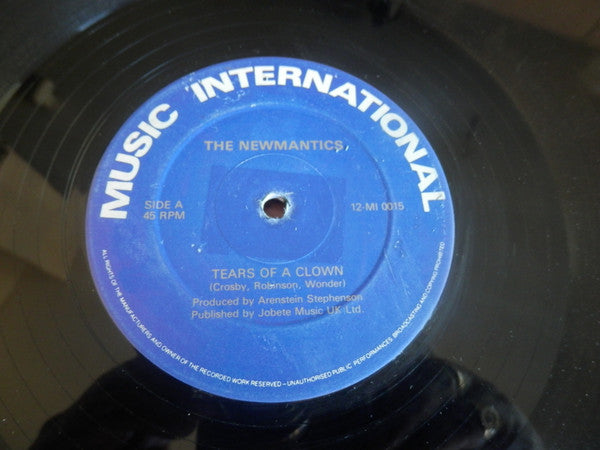 MUSIC INTERNATIONAL
THE NEWMANTICS
SIDE A
45 RPM
12-MI 0015
TEARS OF A CLOWN
(Crosby, Robinson, Wonder)
Produced by Arenstein Stephenson
Published by Jobete Music UK Ltd.
ALL RIGHTS OF THE MANUFACTURERS AND OWNER OF THE RECORDED WORK RESERVED – UNAUTHORISED PUBLIC PERFORMANCES BROADCASTING AND COPYING PROHIBITED